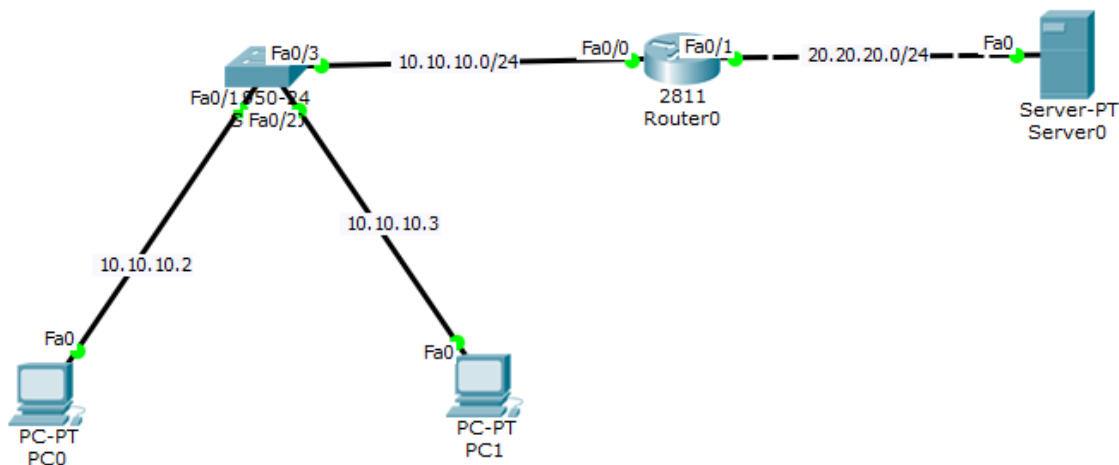 Fa0/3
10.10.10.0/24
Fa0/0
Fa0/1
20.20.20.0/24
Fa0
Fa0/1
950-24
Fa0/2
2811
Router0
Server-PT
Server0
10.10.10.3
10.10.10.2
Fa0
Fa0
PC-PT
PC0
PC-PT
PC1